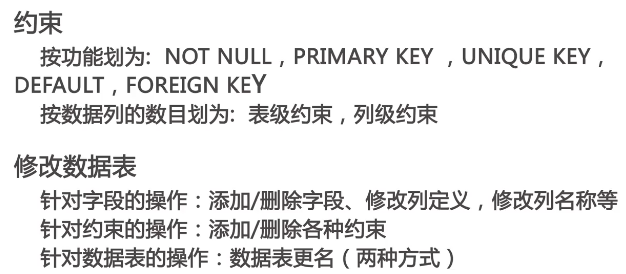 约束
按功能划为：NOT NULL，PRIMARY KEY ，UNIQUE KEY，
DEFAULT，FOREIGN KEY
按数据列的数目划为：表级约束，列级约束
修改数据表
针对字段的操作：添加/删除字段、修改列定义，修改列名称等
针对约束的操作：添加/删除各种约束
针对数据表的操作：数据表更名（两种方式）